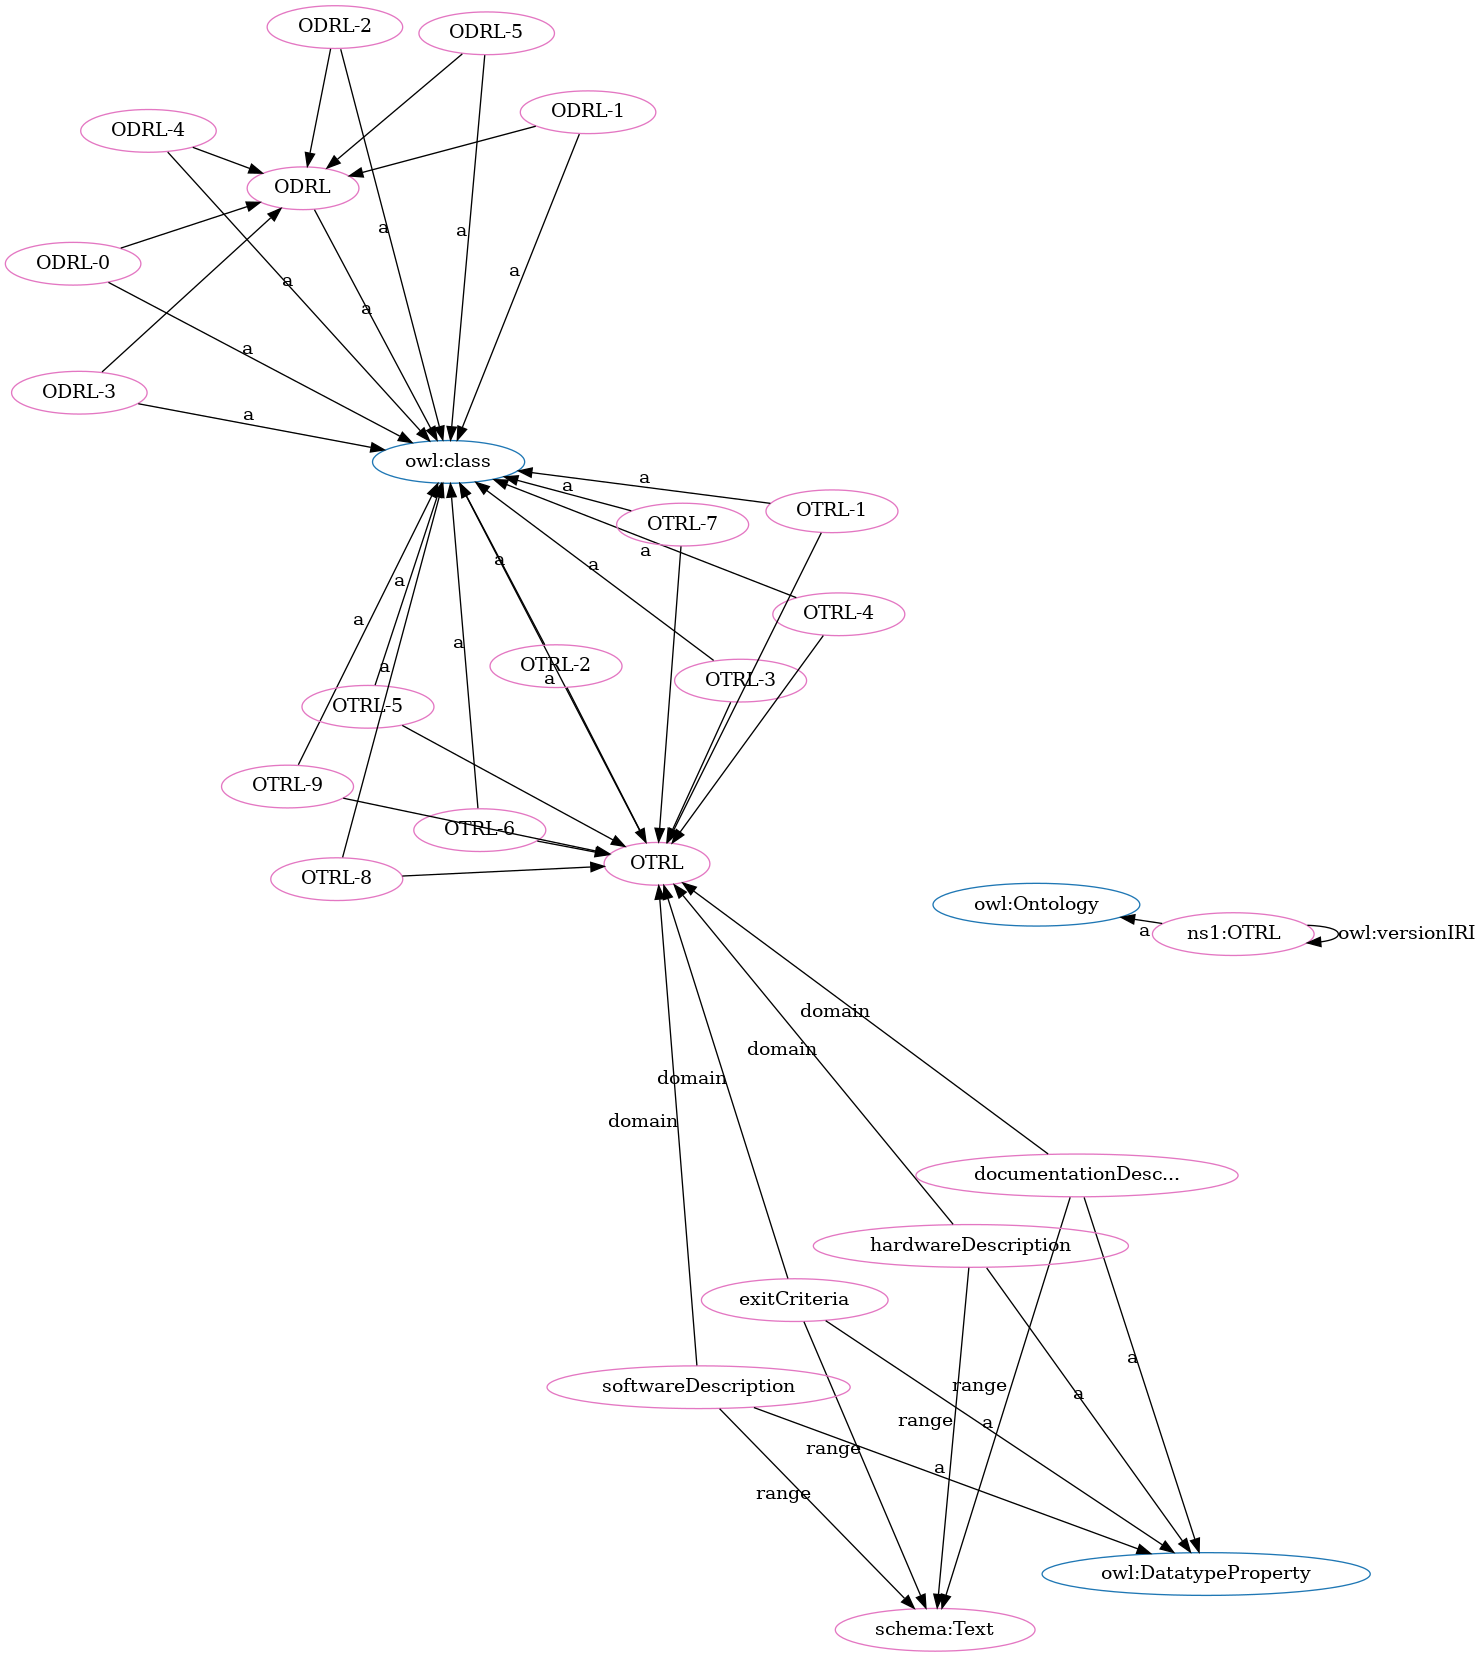 ODRL-2
ODRL-5
ODRL-1
ODRL-4
ODRL
a
a
ODRL-0
a
a
a
a
ODRL-3
a
owl:class
a
a
OTRL-1
OTRL-7
a
a
a
a
OTRL-4
a
a
OTRL-2
a
a
OTRL-3
OTRL-5
OTRL-9
OTRL-6
OTRL
OTRL-8
owl:Ontology
a
ns1:OTRL
owl:versionIRI
domain
domain
domain
domain
documentationDesc...
hardwareDescription
exitCriteria
a
softwareDescription
range
a
range
a
range
a
range
owl:DatatypeProperty
schema:Text